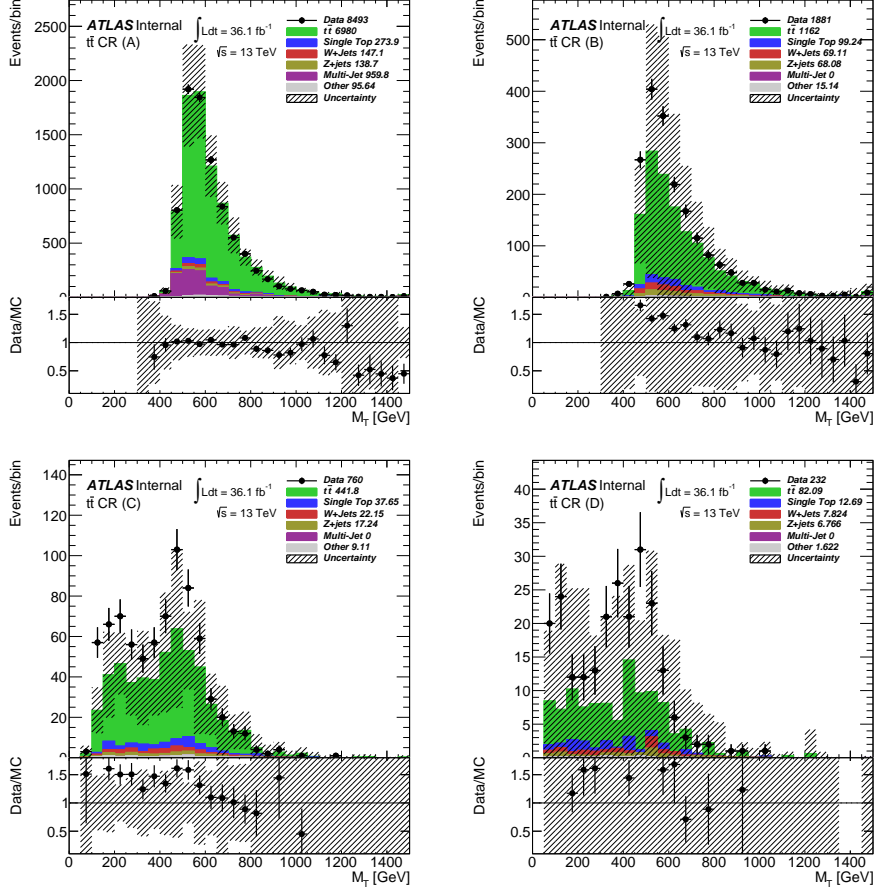 Events/bin
ATLAS Internal
tt̄ CR (A)
∫Ldt = 36.1 fb⁻¹
√s = 13 TeV
Data 8493
tt̄ 6980
Single Top 273.9
W+Jets 147.1
Z+jets 138.7
Multi-Jet 959.8
Other 95.64
Uncertainty
2500
2000
1500
1000
500
Data/MC
1.5
1
0.5
0 200 400 600 800 1000 1200 1400
M_T [GeV]
Events/bin
ATLAS Internal
tt̄ CR (B)
∫Ldt = 36.1 fb⁻¹
√s = 13 TeV
Data 1881
tt̄ 1162
Single Top 99.24
W+Jets 69.11
Z+jets 68.08
Multi-Jet 0
Other 15.14
Uncertainty
500
400
300
200
100
Data/MC
1.5
1
0.5
0 200 400 600 800 1000 1200 1400
M_T [GeV]
Events/bin
ATLAS Internal
tt̄ CR (C)
∫Ldt = 36.1 fb⁻¹
√s = 13 TeV
Data 760
tt̄ 441.8
Single Top 37.65
W+Jets 22.15
Z+jets 17.24
Multi-Jet 0
Other 9.11
Uncertainty
140
120
100
80
60
40
20
Data/MC
1.5
1
0.5
0 200 400 600 800 1000 1200 1400
M_T [GeV]
Events/bin
ATLAS Internal
tt̄ CR (D)
∫Ldt = 36.1 fb⁻¹
√s = 13 TeV
Data 232
tt̄ 82.09
Single Top 12.69
W+Jets 7.824
Z+jets 6.766
Multi-Jet 0
Other 1.622
Uncertainty
40
35
30
25
20
15
10
5
Data/MC
1.5
1
0.5
0 200 400 600 800 1000 1200 1400
M_T [GeV]